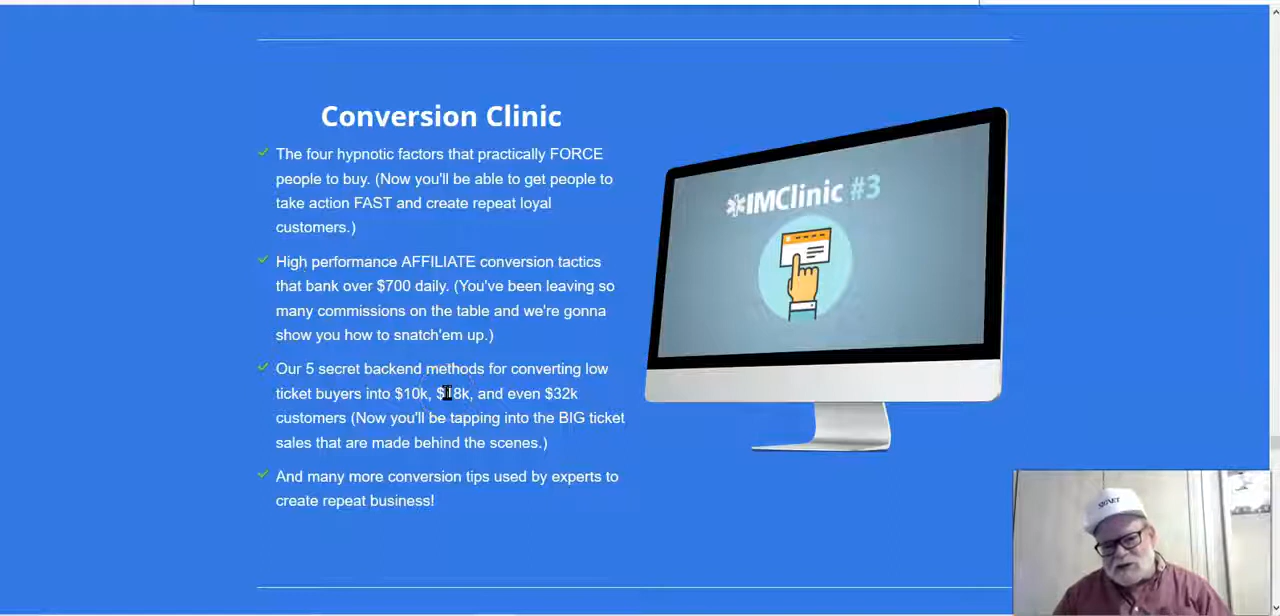 Conversion Clinic
The four hypnotic factors that practically FORCE
people to buy. (Now you'll be able to get people to
take action FAST and create repeat loyal
customers.)
High performance AFFILIATE conversion tactics
that bank over $700 daily. (You've been leaving so
many commissions on the table and we're gonna
show you how to snatch'em up.)
Our 5 secret backend methods for converting low
ticket buyers into $10k, $18k, and even $32k
customers (Now you'll be tapping into the BIG ticket
sales that are made behind the scenes.)
And many more conversion tips used by experts to
create repeat business!
IMClinic #3